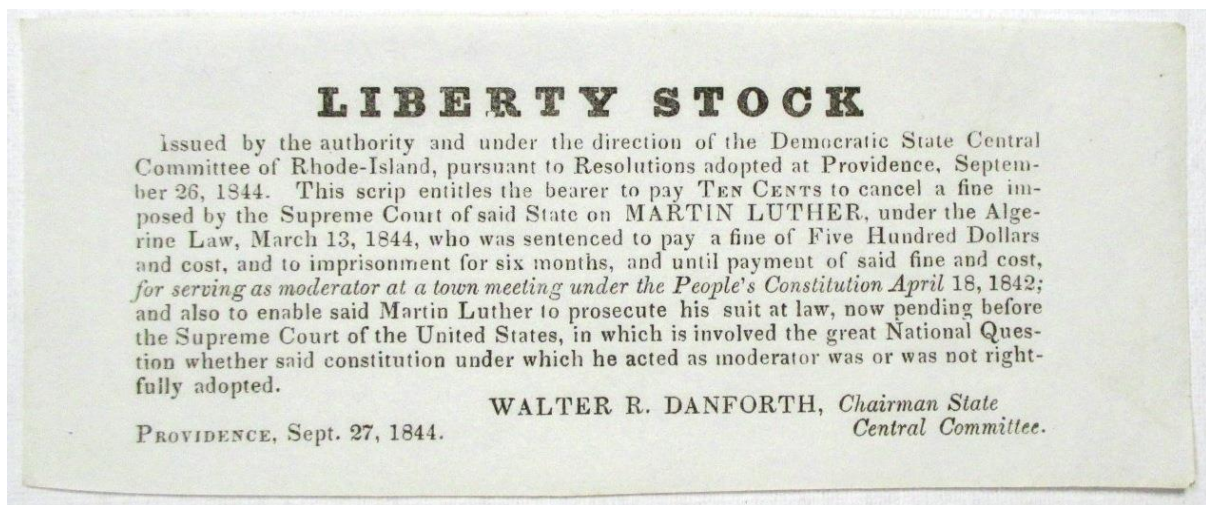 LIBERTY STOCK
Issued by the authority and under the direction of the Democratic State Central
Committee of Rhode-Island, pursuant to Resolutions adopted at Providence, Septem-
ber 26, 1844. This scrip entitles the bearer to pay TEN CENTS to cancel a fine im-
posed by the Supreme Court of said State on MARTIN LUTHER, under the Alge-
rine Law, March 13, 1844, who was sentenced to pay a fine of Five Hundred Dollars
and cost, and to imprisonment for six months, and until payment of said fine and cost,
for serving as moderator at a town meeting under the People's Constitution April 18, 1842;
and also to enable said Martin Luther to prosecute his suit at law, now pending before
the Supreme Court of the United States, in which is involved the great National Ques-
tion whether said constitution under which he acted as moderator was or was not right-
fully adopted.
WALTER R. DANFORTH, Chairman State
Central Committee.
PROVIDENCE, Sept. 27, 1844.